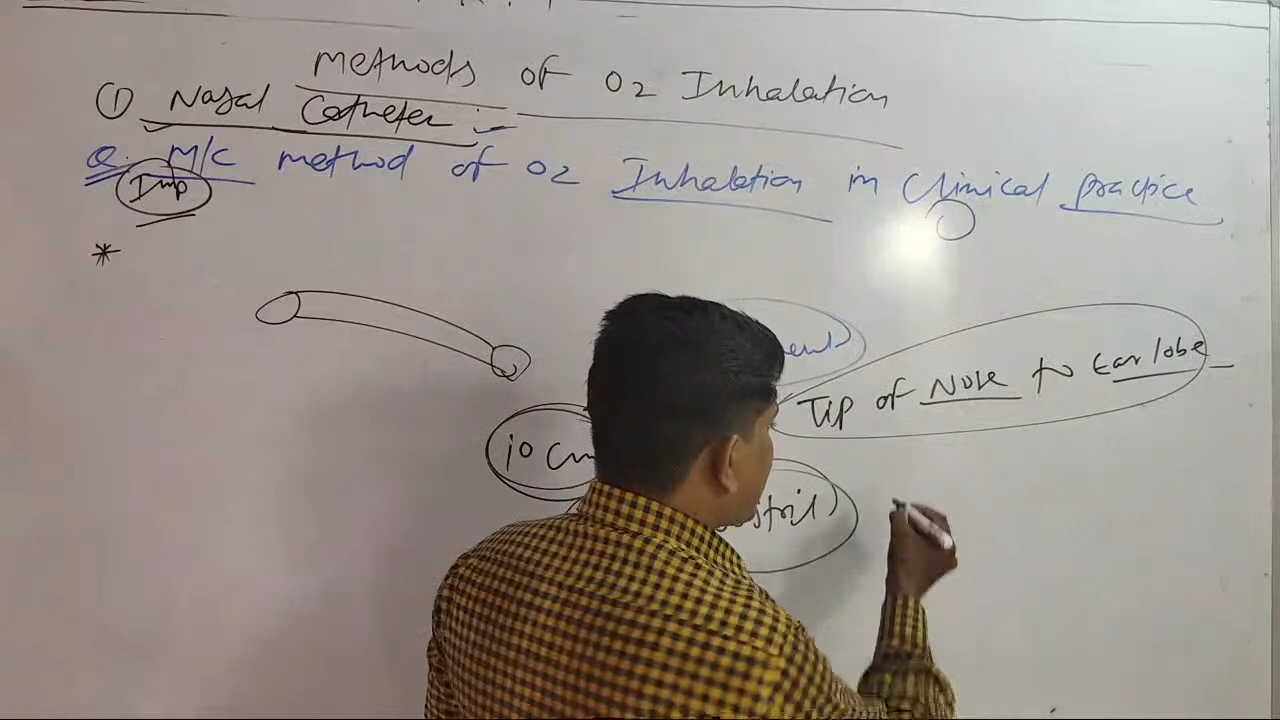 Methods of O2 Inhalation
① Nasal Catheter :-
Q. M/C method of O2 Inhalation in Clinical practice
Imp
*
Tip of Nose to Ear lobe
10 Cm